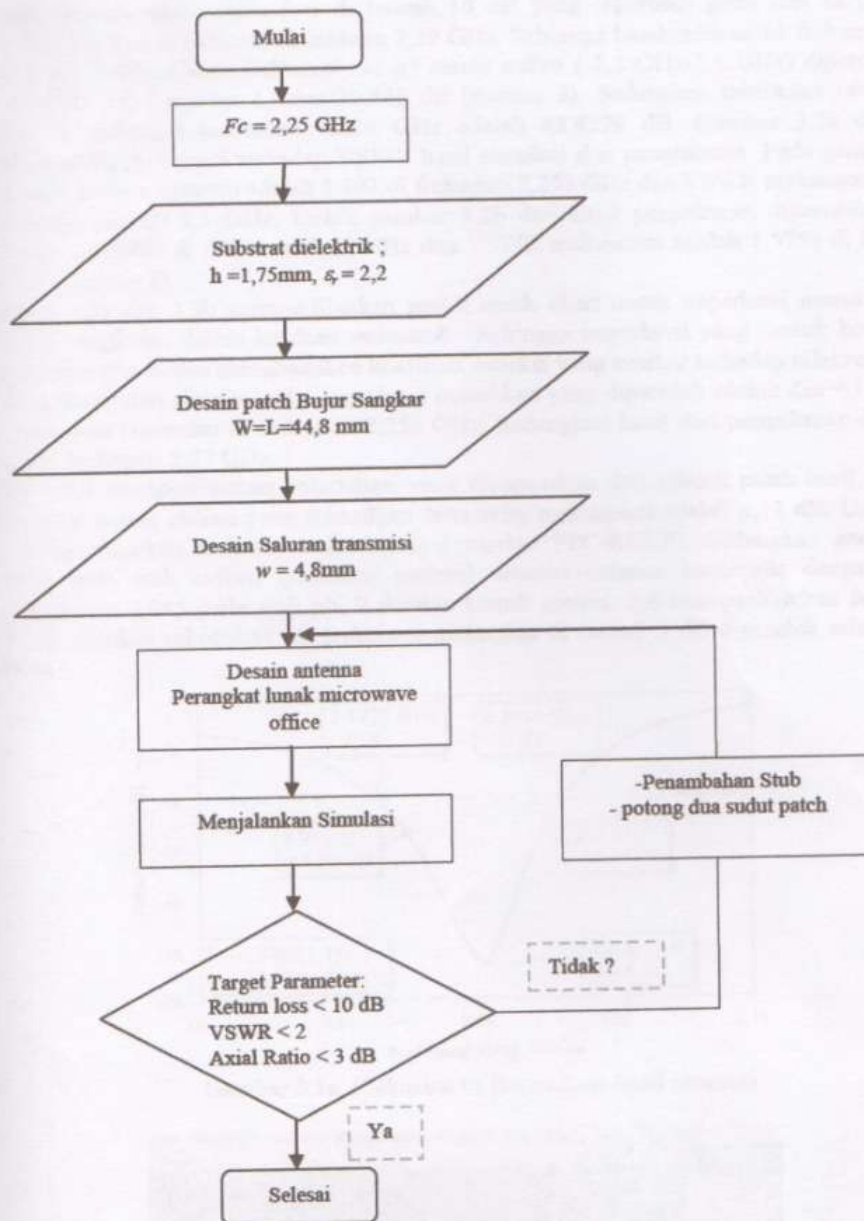 Mulai
Fc = 2,25 GHz
Substrat dielektrik ;
h =1,75mm, εr = 2,2
Desain patch Bujur Sangkar
W=L=44,8 mm
Desain Saluran transmisi
w = 4,8mm
Desain antenna
Perangkat lunak microwave
office
-Penambahan Stub
- potong dua sudut patch
Menjalankan Simulasi
Tidak ?
Target Parameter:
Return loss < 10 dB
VSWR < 2
Axial Ratio < 3 dB
Ya
Selesai